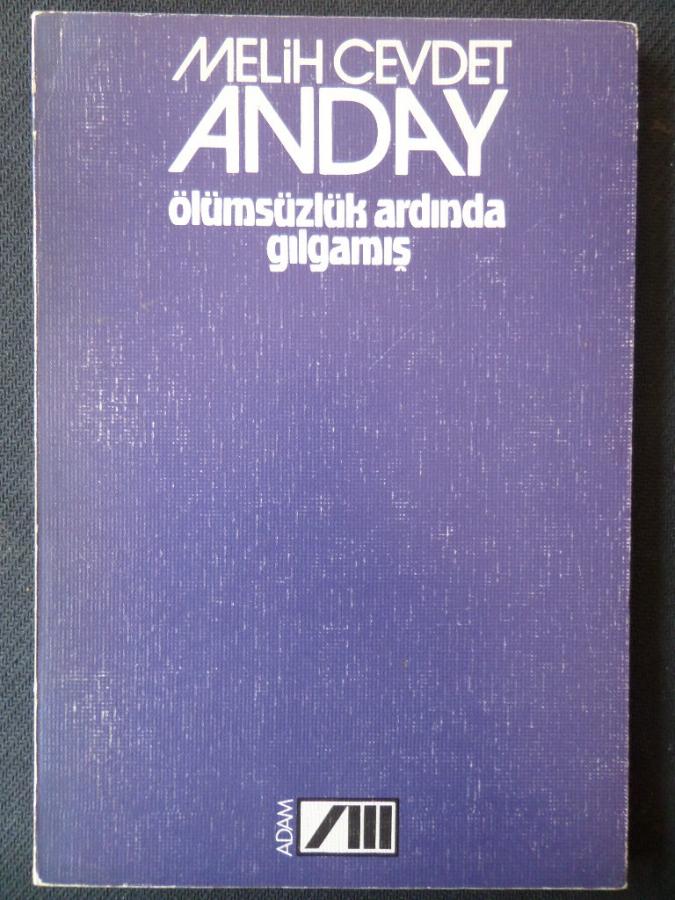 MELİH CEVDET
ANDAY
ölümsüzlük ardında
gılgamış
ADAM